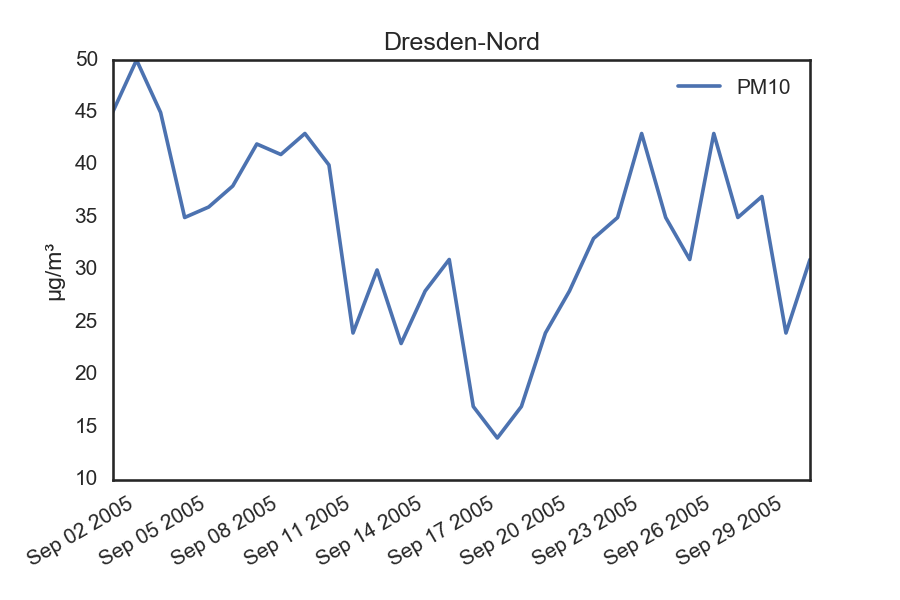 Dresden-Nord
PM10
µg/m³
50
45
40
35
30
25
20
15
10
Sep 02 2005
Sep 05 2005
Sep 08 2005
Sep 11 2005
Sep 14 2005
Sep 17 2005
Sep 20 2005
Sep 23 2005
Sep 26 2005
Sep 29 2005